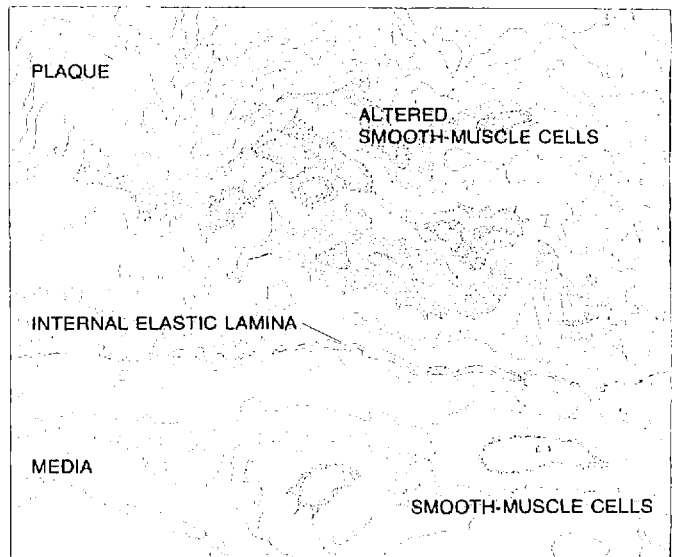 PLAQUE
ALTERED
SMOOTH-MUSCLE CELLS
INTERNAL ELASTIC LAMINA
MEDIA
SMOOTH-MUSCLE CELLS